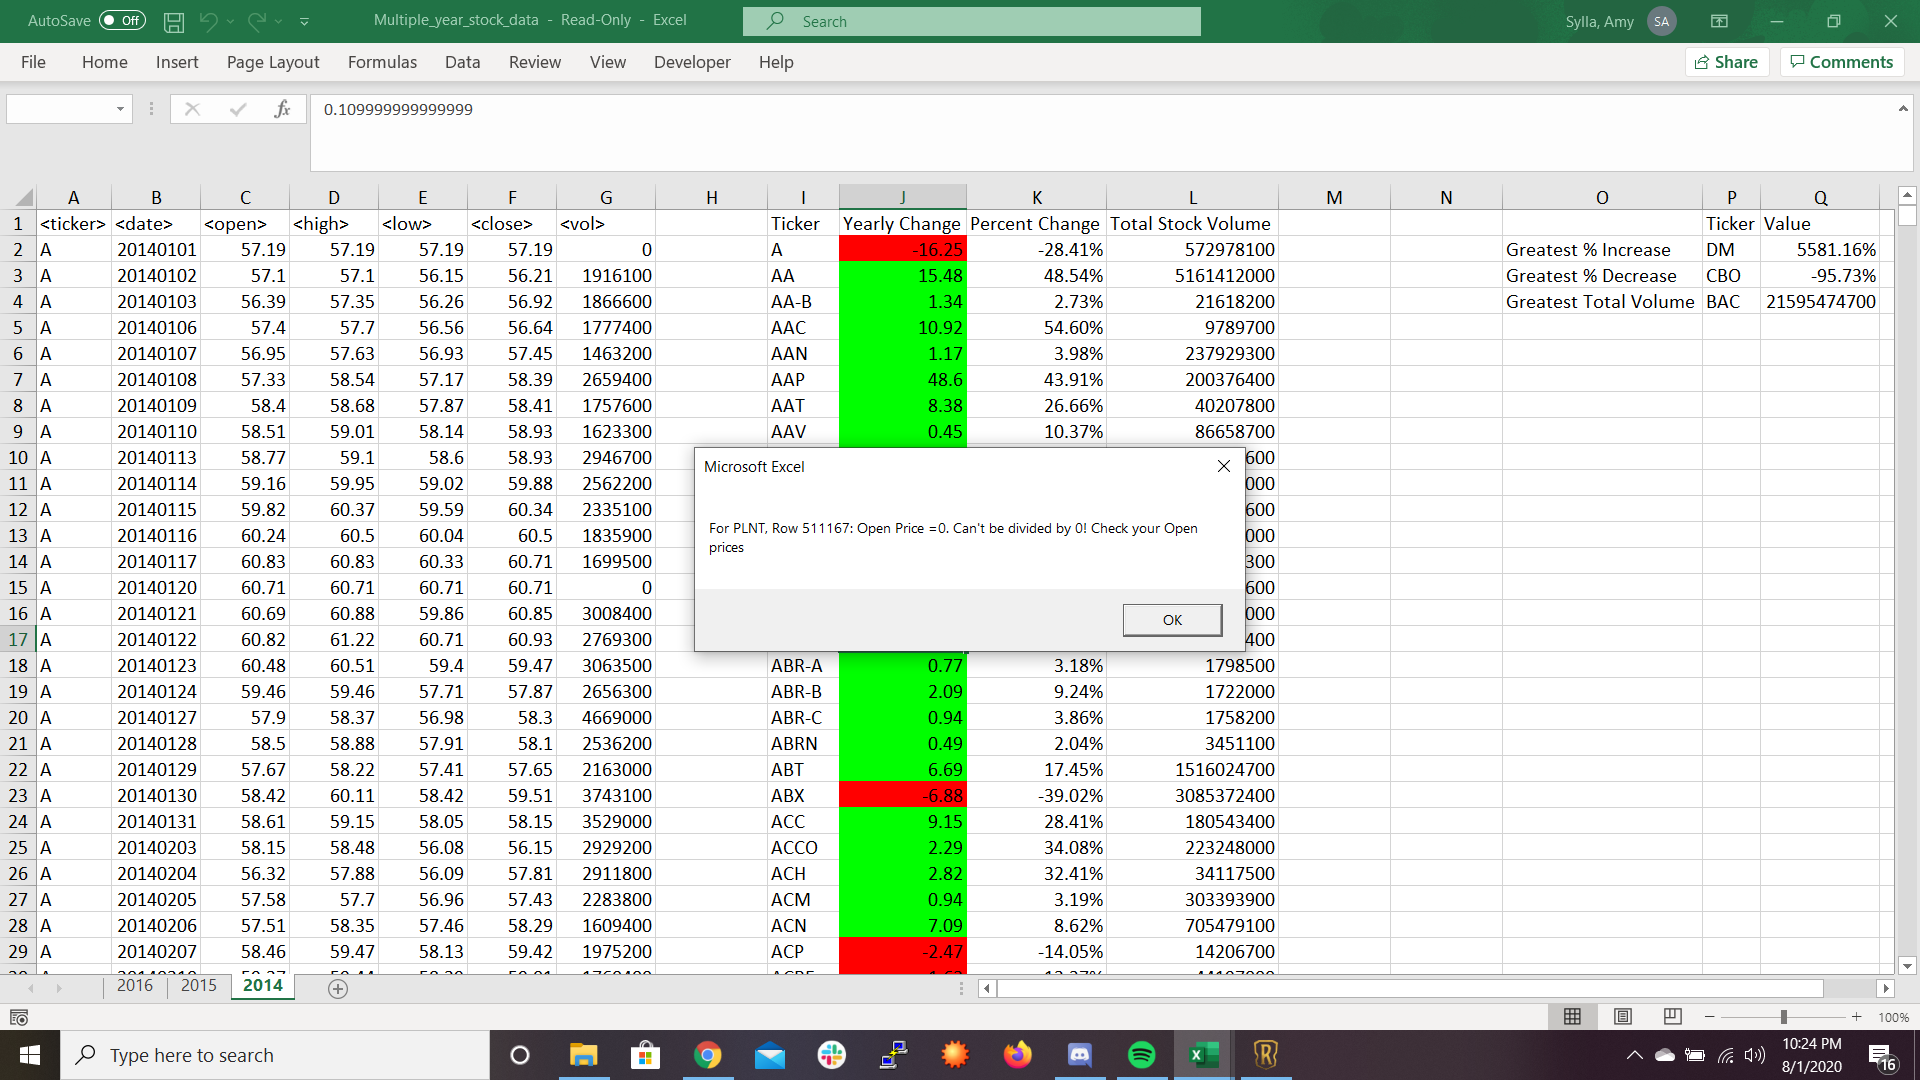 AutoSave Off Multiple_year_stock_data - Read-Only - Excel Search Sylla, Amy SA
File Home Insert Page Layout Formulas Data Review View Developer Help Share Comments
fx 0.109999999999999
A B C D E F G H I J K L M N O P Q
1 <ticker> <date> <open> <high> <low> <close> <vol> Ticker Yearly Change Percent Change Total Stock Volume Ticker Value
2 A 20140101 57.19 57.19 57.19 57.19 0 A -16.25 -28.41% 572978100 Greatest % Increase DM 5581.16%
3 A 20140102 57.1 57.1 56.15 56.21 1916100 AA 15.48 48.54% 5161412000 Greatest % Decrease CBO -95.73%
4 A 20140103 56.39 57.35 56.26 56.92 1866600 AA-B 1.34 2.73% 21618200 Greatest Total Volume BAC 21595474700
5 A 20140106 57.4 57.7 56.56 56.64 1777400 AAC 10.92 54.60% 9789700
6 A 20140107 56.95 57.63 56.93 57.45 1463200 AAN 1.17 3.98% 237929300
7 A 20140108 57.33 58.54 57.17 58.39 2659400 AAP 48.6 43.91% 200376400
8 A 20140109 58.4 58.68 57.87 58.41 1757600 AAT 8.38 26.66% 40207800
9 A 20140110 58.51 59.01 58.14 58.93 1623300 AAV 0.45 10.37% 86658700
10 A 20140113 58.77 59.1 58.6 58.93 2946700 600
11 A 20140114 59.16 59.95 59.02 59.88 2562200 000
12 A 20140115 59.82 60.37 59.59 60.34 2335100 600
13 A 20140116 60.24 60.5 60.04 60.5 1835900 000
14 A 20140117 60.83 60.83 60.33 60.71 1699500 300
15 A 20140120 60.71 60.71 60.71 60.71 0 600
16 A 20140121 60.69 60.88 59.86 60.85 3008400 000
17 A 20140122 60.82 61.22 60.71 60.93 2769300 400
Microsoft Excel
For PLNT, Row 511167: Open Price =0. Can't be divided by 0! Check your Open
prices
OK
18 A 20140123 60.48 60.51 59.4 59.47 3063500 ABR-A 0.77 3.18% 1798500
19 A 20140124 59.46 59.46 57.71 57.87 2656300 ABR-B 2.09 9.24% 1722000
20 A 20140127 57.9 58.37 56.98 58.3 4669000 ABR-C 0.94 3.86% 1758200
21 A 20140128 58.5 58.88 57.91 58.1 2536200 ABRN 0.49 2.04% 3451100
22 A 20140129 57.67 58.22 57.41 57.65 2163000 ABT 6.69 17.45% 1516024700
23 A 20140130 58.42 60.11 58.42 59.51 3743100 ABX -6.88 -39.02% 3085372400
24 A 20140131 58.61 59.15 58.05 58.15 3529000 ACC 9.15 28.41% 180543400
25 A 20140203 58.15 58.48 56.08 56.15 2929200 ACCO 2.29 34.08% 223248000
26 A 20140204 56.32 57.88 56.09 57.81 2911800 ACH 2.82 32.41% 34117500
27 A 20140205 57.58 57.7 56.96 57.43 2283800 ACM 0.94 3.19% 303393900
28 A 20140206 57.51 58.35 57.46 58.29 1609400 ACN 7.09 8.62% 705479100
29 A 20140207 58.46 59.47 58.13 59.42 1975200 ACP -2.47 -14.05% 14206700
2016 2015 2014
100%
Type here to search
10:24 PM
8/1/2020
16